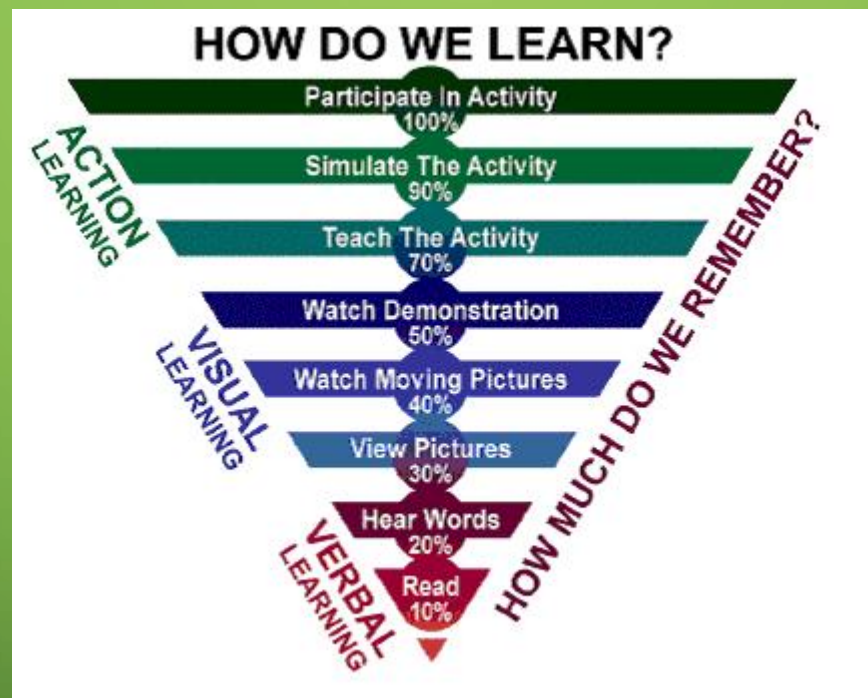 HOW DO WE LEARN?
Participate In Activity
100%
Simulate The Activity
90%
Teach The Activity
70%
Watch Demonstration
50%
Watch Moving Pictures
40%
View Pictures
30%
Hear Words
20%
Read
10%
ACTION
LEARNING
VISUAL
LEARNING
VERBAL
LEARNING
HOW MUCH DO WE REMEMBER?